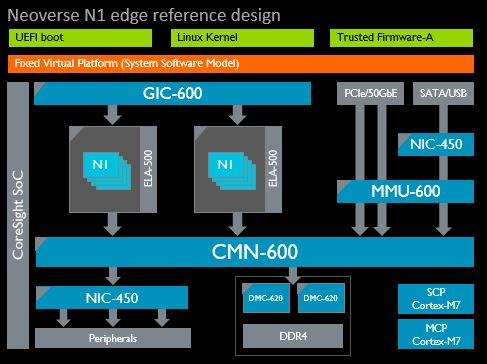 Neoverse N1 edge reference design
UEFI boot
Linux Kernel
Trusted Firmware-A
Fixed Virtual Platform (System Software Model)
CoreSight SoC
GIC-600
PCIe/50GbE
SATA/USB
N1
ELA-500
N1
ELA-500
NIC-450
MMU-600
CMN-600
NIC-450
Peripherals
DMC-620
DMC-620
DDR4
SCP
Cortex-M7
MCP
Cortex-M7